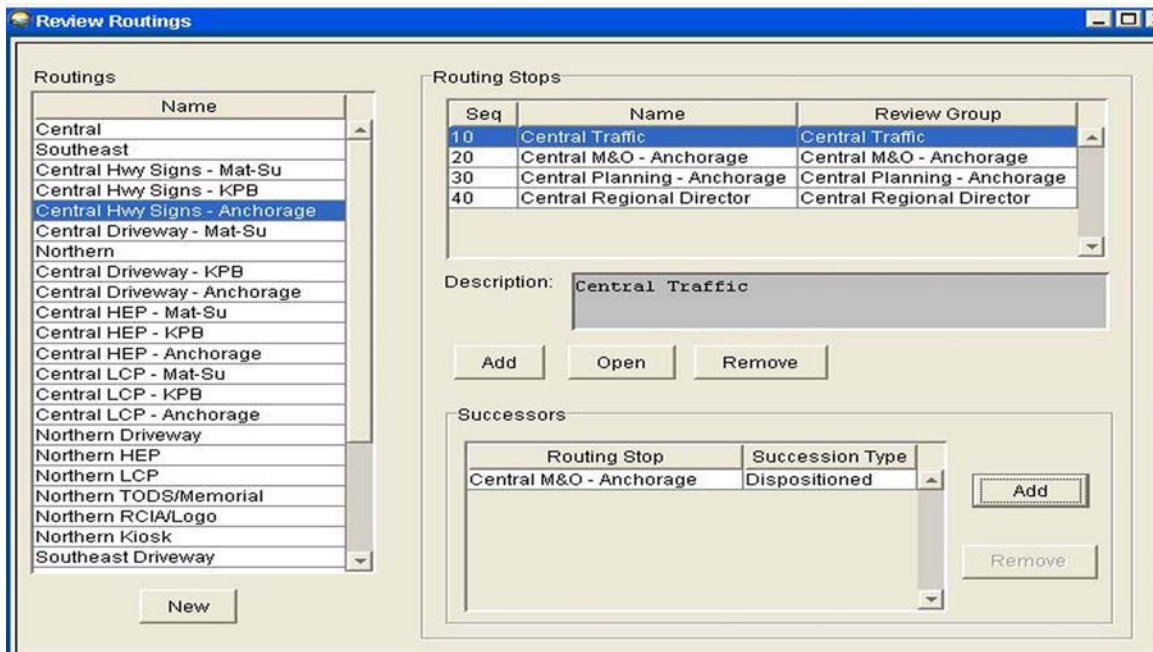 Review Routings
Routings
Name
Central
Southeast
Central Hwy Signs - Mat-Su
Central Hwy Signs - KPB
Central Hwy Signs - Anchorage
Central Driveway - Mat-Su
Northern
Central Driveway - KPB
Central Driveway - Anchorage
Central HEP - Mat-Su
Central HEP - KPB
Central HEP - Anchorage
Central LCP - Mat-Su
Central LCP - KPB
Central LCP - Anchorage
Northern Driveway
Northern HEP
Northern LCP
Northern TODS/Memorial
Northern RCIA/Logo
Northern Kiosk
Southeast Driveway
New
Routing Stops
Seq Name Review Group
10 Central Traffic Central Traffic
20 Central M&O - Anchorage Central M&O - Anchorage
30 Central Planning - Anchorage Central Planning - Anchorage
40 Central Regional Director Central Regional Director
Description: Central Traffic
Add Open Remove
Successors
Routing Stop Succession Type
Central M&O - Anchorage Dispositioned
Add
Remove